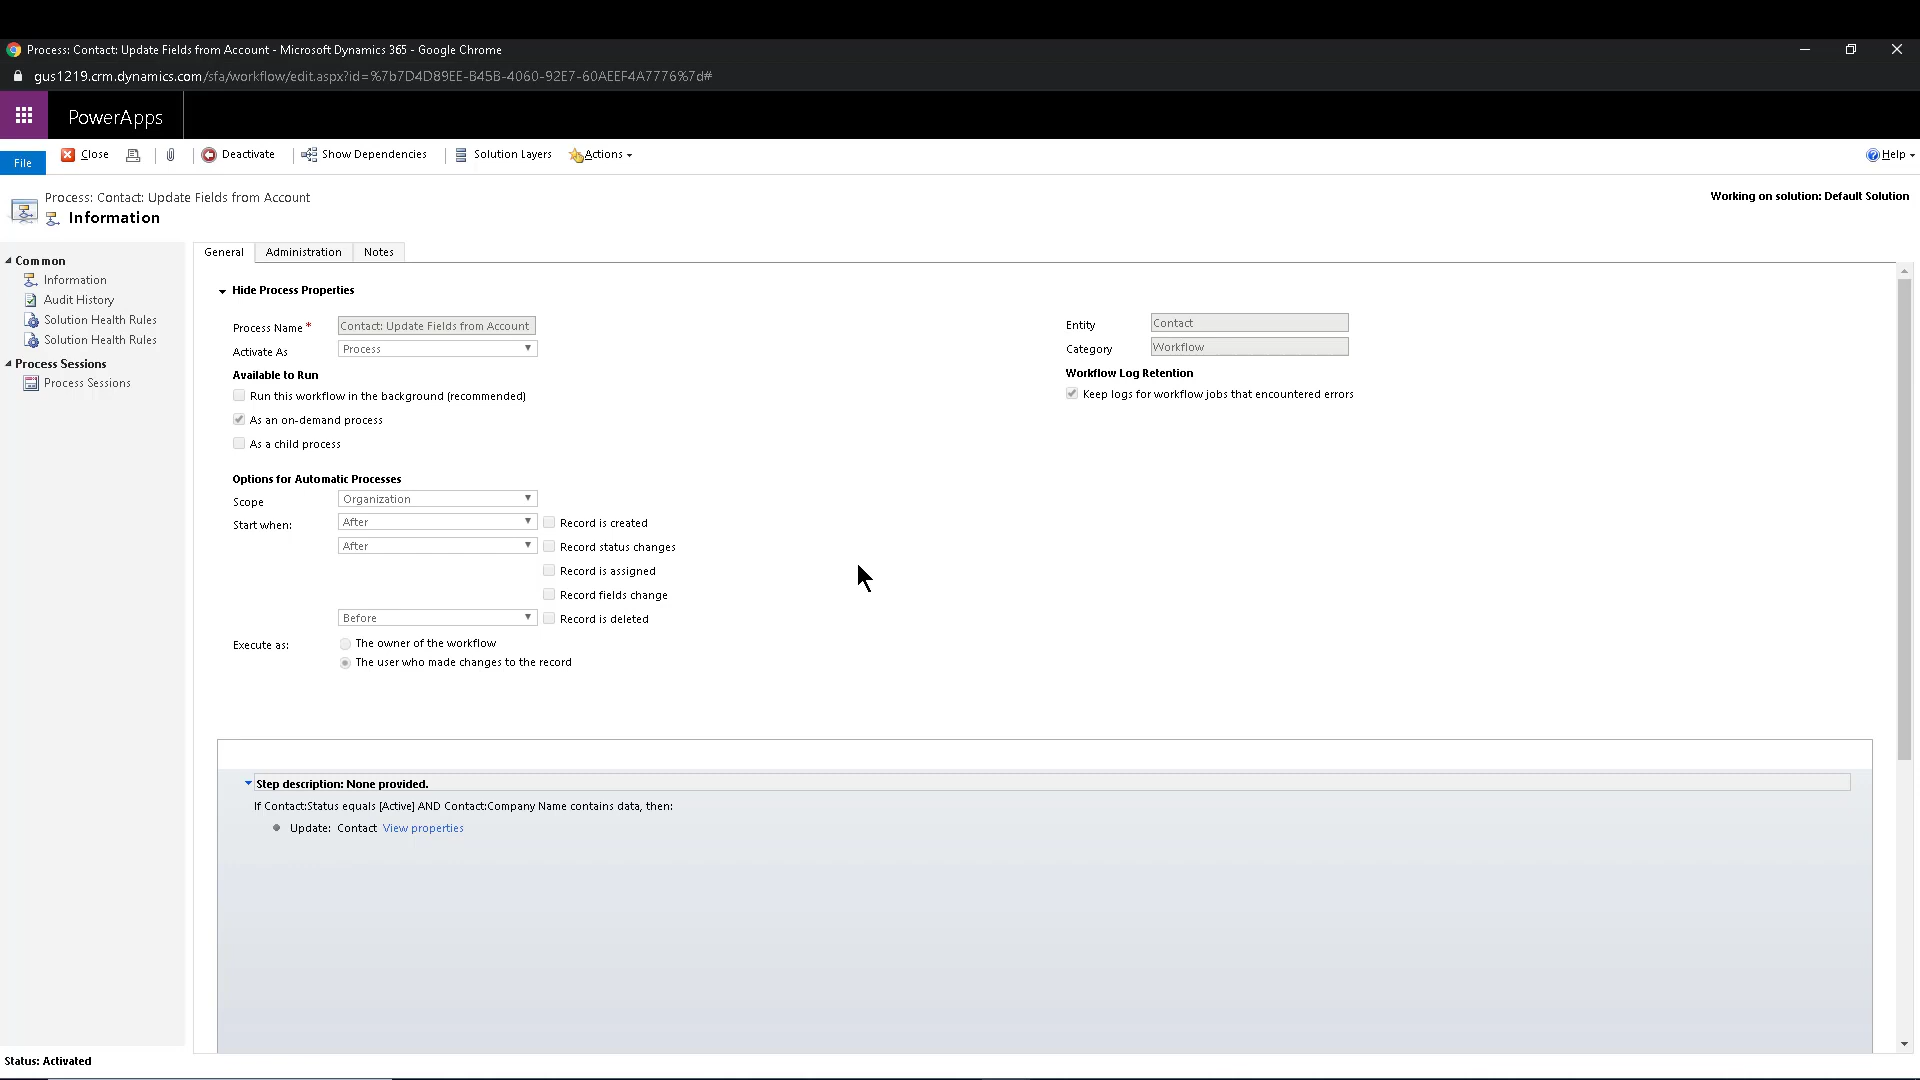 Process: Contact: Update Fields from Account - Microsoft Dynamics 365 - Google Chrome
gus1219.crm.dynamics.com/sfa/workflow/edit.aspx?id=%7b7D4D89EE-B45B-4060-92E7-60AEEF4A7776%7d#
PowerApps
File
Close
Deactivate
Show Dependencies
Solution Layers
Actions
Help
Process: Contact: Update Fields from Account
Information
Working on solution: Default Solution
Common
Information
Audit History
Solution Health Rules
Solution Health Rules
Process Sessions
Process Sessions
General
Administration
Notes
Hide Process Properties
Process Name *
Contact: Update Fields from Account
Activate As
Process
Available to Run
Run this workflow in the background (recommended)
As an on-demand process
As a child process
Entity
Contact
Category
Workflow
Workflow Log Retention
Keep logs for workflow jobs that encountered errors
Options for Automatic Processes
Scope
Organization
Start when:
After
Record is created
After
Record status changes
Record is assigned
Record fields change
Before
Record is deleted
Execute as:
The owner of the workflow
The user who made changes to the record
Step description: None provided.
If Contact:Status equals [Active] AND Contact:Company Name contains data, then:
Update: Contact View properties
Status: Activated